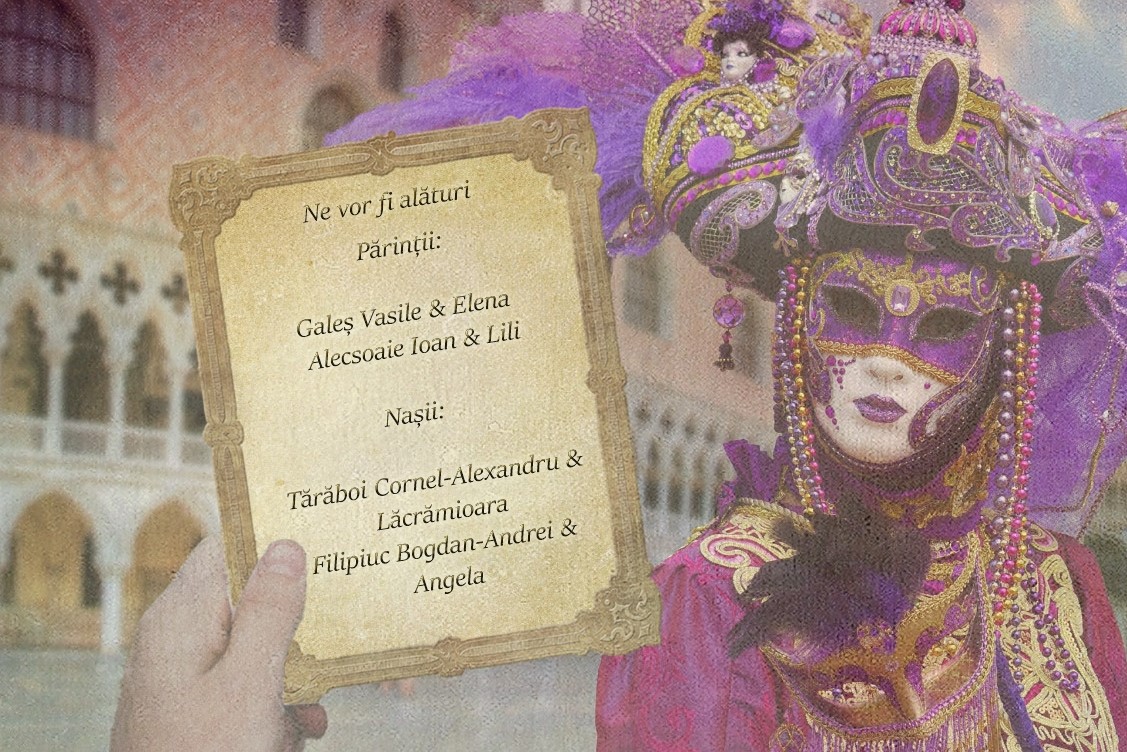 Ne vor fi alături
Părinții:
Galeș Vasile & Elena
Alecsoaie Ioan & Lili
Nașii:
Tărăboi Cornel-Alexandru &
Lăcrămioara
Filipiuc Bogdan-Andrei &
Angela